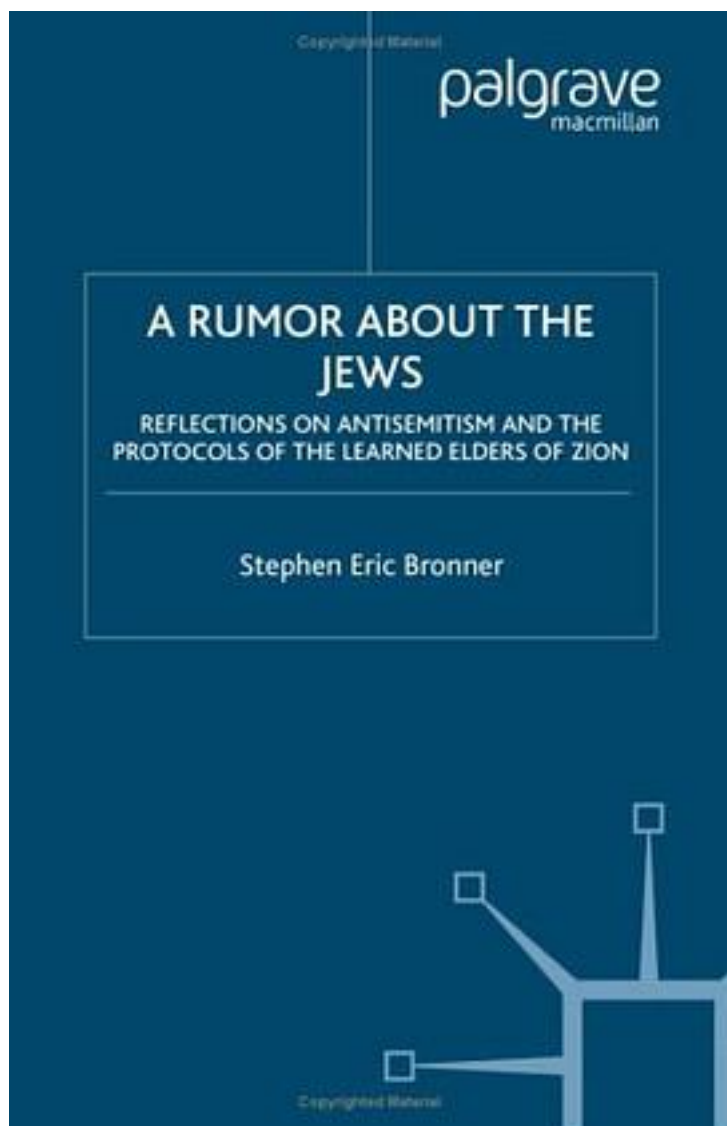 Copyrighted Material
palgrave
macmillan
A RUMOR ABOUT THE
JEWS
REFLECTIONS ON ANTISEMITISM AND THE
PROTOCOLS OF THE LEARNED ELDERS OF ZION
Stephen Eric Bronner
Copyrighted Material